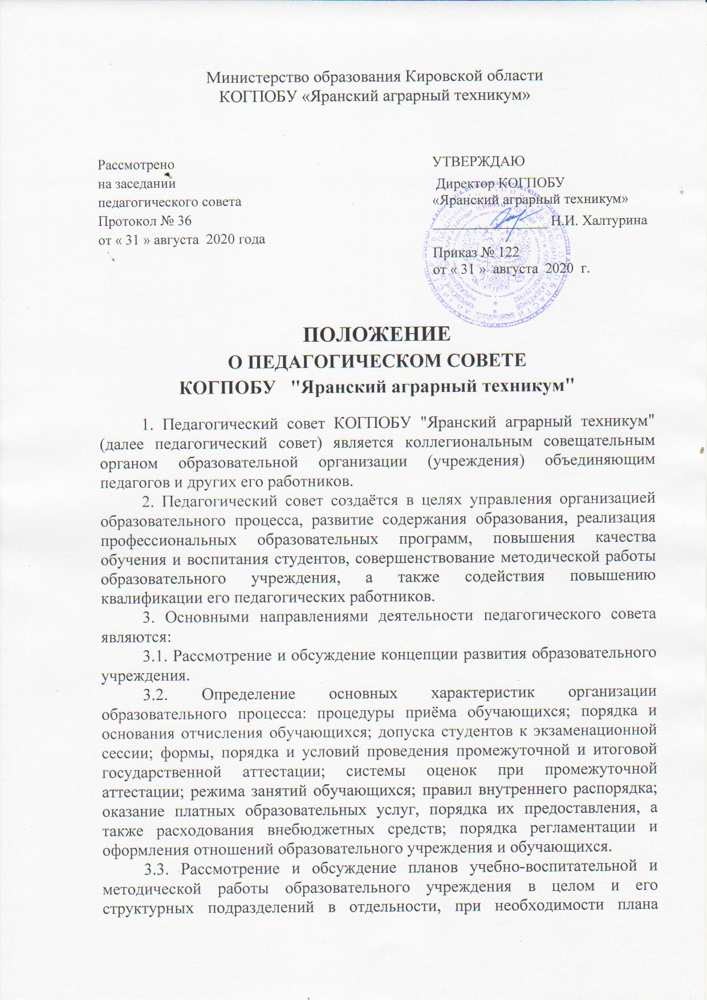 Министерство образования Кировской области
КОГПОБУ «Яранский аграрный техникум»
Рассмотрено
на заседании
педагогического совета
Протокол № 36
от « 31 » августа 2020 года
УТВЕРЖДАЮ
Директор КОГПОБУ
«Яранский аграрный техникум»
Н.И. Халтурина
Приказ № 122
от « 31 » августа 2020 г.
ПОЛОЖЕНИЕ
О ПЕДАГОГИЧЕСКОМ СОВЕТЕ
КОГПОБУ "Яранский аграрный техникум"
1. Педагогический совет КОГПОБУ "Яранский аграрный техникум"
(далее педагогический совет) является коллегиональным совещательным
органом образовательной организации (учреждения) объединяющим
педагогов и других его работников.
2. Педагогический совет создаётся в целях управления организацией
образовательного процесса, развитие содержания образования, реализация
профессиональных образовательных программ, повышения качества
обучения и воспитания студентов, совершенствование методической работы
образовательного учреждения, а также содействия повышению
квалификации его педагогических работников.
3. Основными направлениями деятельности педагогического совета
являются:
3.1. Рассмотрение и обсуждение концепции развития образовательного
учреждения.
3.2. Определение основных характеристик организации
образовательного процесса: процедуры приёма обучающихся; порядка и
основания отчисления обучающихся; допуска студентов к экзаменационной
сессии; формы, порядка и условий проведения промежуточной и итоговой
государственной аттестации; системы оценок при промежуточной
аттестации; режима занятий обучающихся; правил внутреннего распорядка;
оказание платных образовательных услуг, порядка их предоставления, а
также расходования внебюджетных средств; порядка регламентации и
оформления отношений образовательного учреждения и обучающихся.
3.3. Рассмотрение и обсуждение планов учебно-воспитательной и
методической работы образовательного учреждения в целом и его
структурных подразделений в отдельности, при необходимости плана